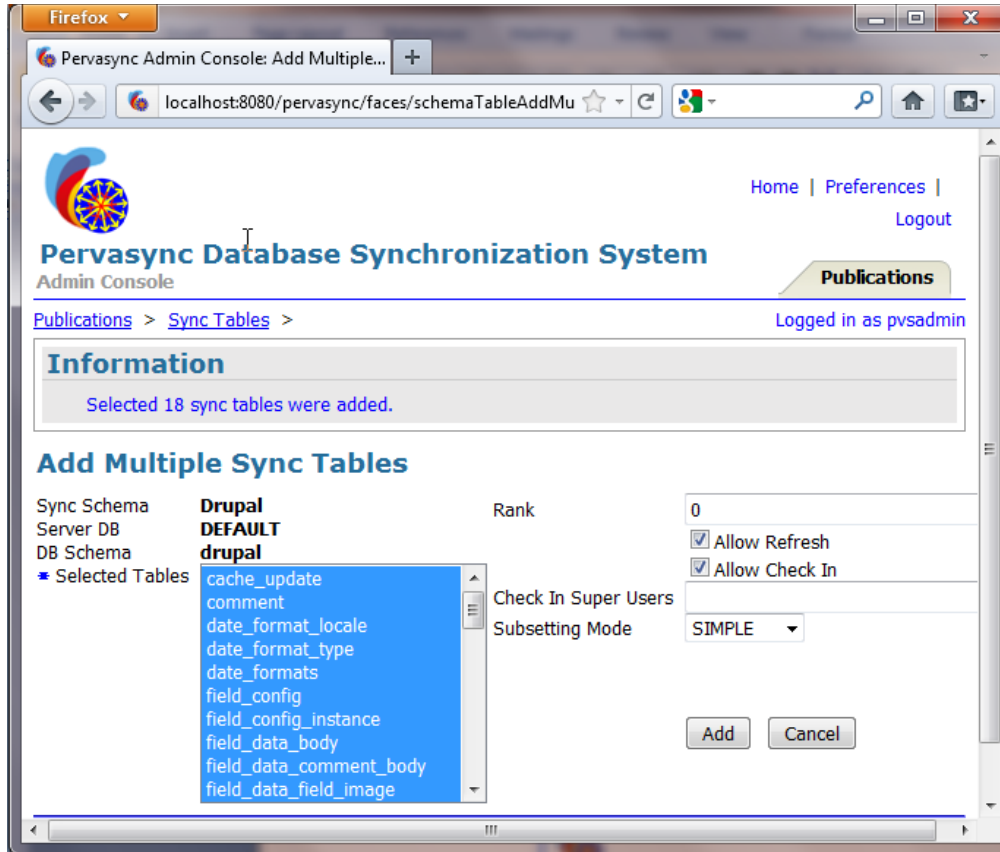 Firefox
Pervasync Admin Console: Add Multiple...
localhost:8080/pervasync/faces/schemaTableAddMu
Home | Preferences |
Logout
Pervasync Database Synchronization System
Admin Console
Publications
Publications > Sync Tables >
Logged in as pvsadmin
Information
Selected 18 sync tables were added.
Add Multiple Sync Tables
Sync Schema Drupal
Server DB DEFAULT
DB Schema drupal
Selected Tables
cache_update
comment
date_format_locale
date_format_type
date_formats
field_config
field_config_instance
field_data_body
field_data_comment_body
field_data_field_image
Rank 0
Allow Refresh
Allow Check In
Check In Super Users
Subsetting Mode SIMPLE
Add Cancel